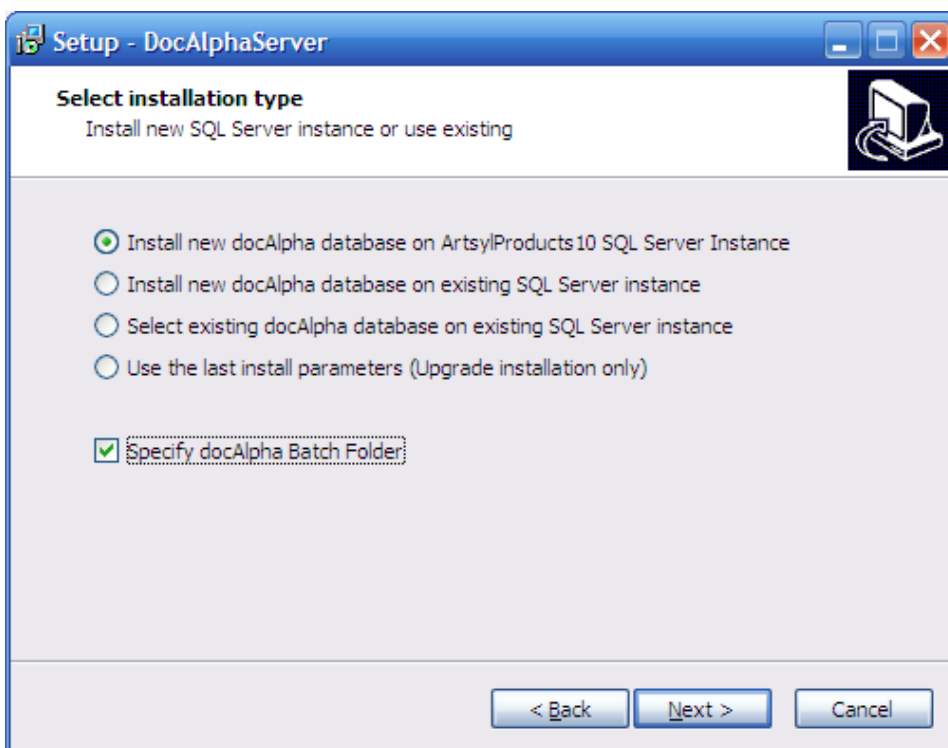 Setup - DocAlphaServer
Select installation type
Install new SQL Server instance or use existing
Install new docAlpha database on ArtsylProducts10 SQL Server Instance
Install new docAlpha database on existing SQL Server instance
Select existing docAlpha database on existing SQL Server instance
Use the last install parameters (Upgrade installation only)
Specify docAlpha Batch Folder
< Back
Next >
Cancel